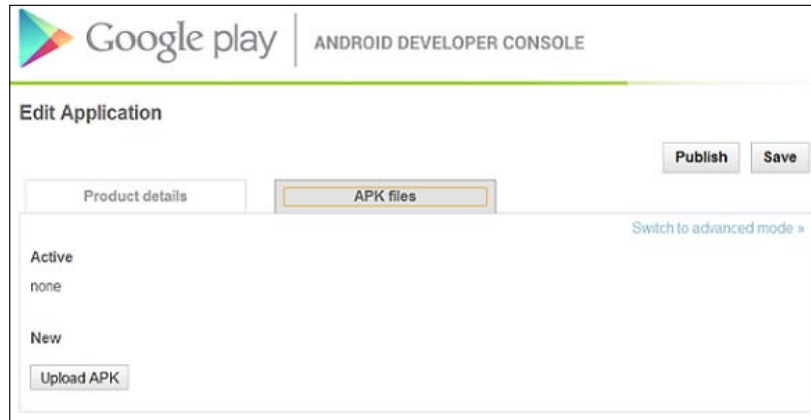 Google play | ANDROID DEVELOPER CONSOLE
Edit Application
Publish Save
Product details APK files
Switch to advanced mode »
Active
none
New
Upload APK